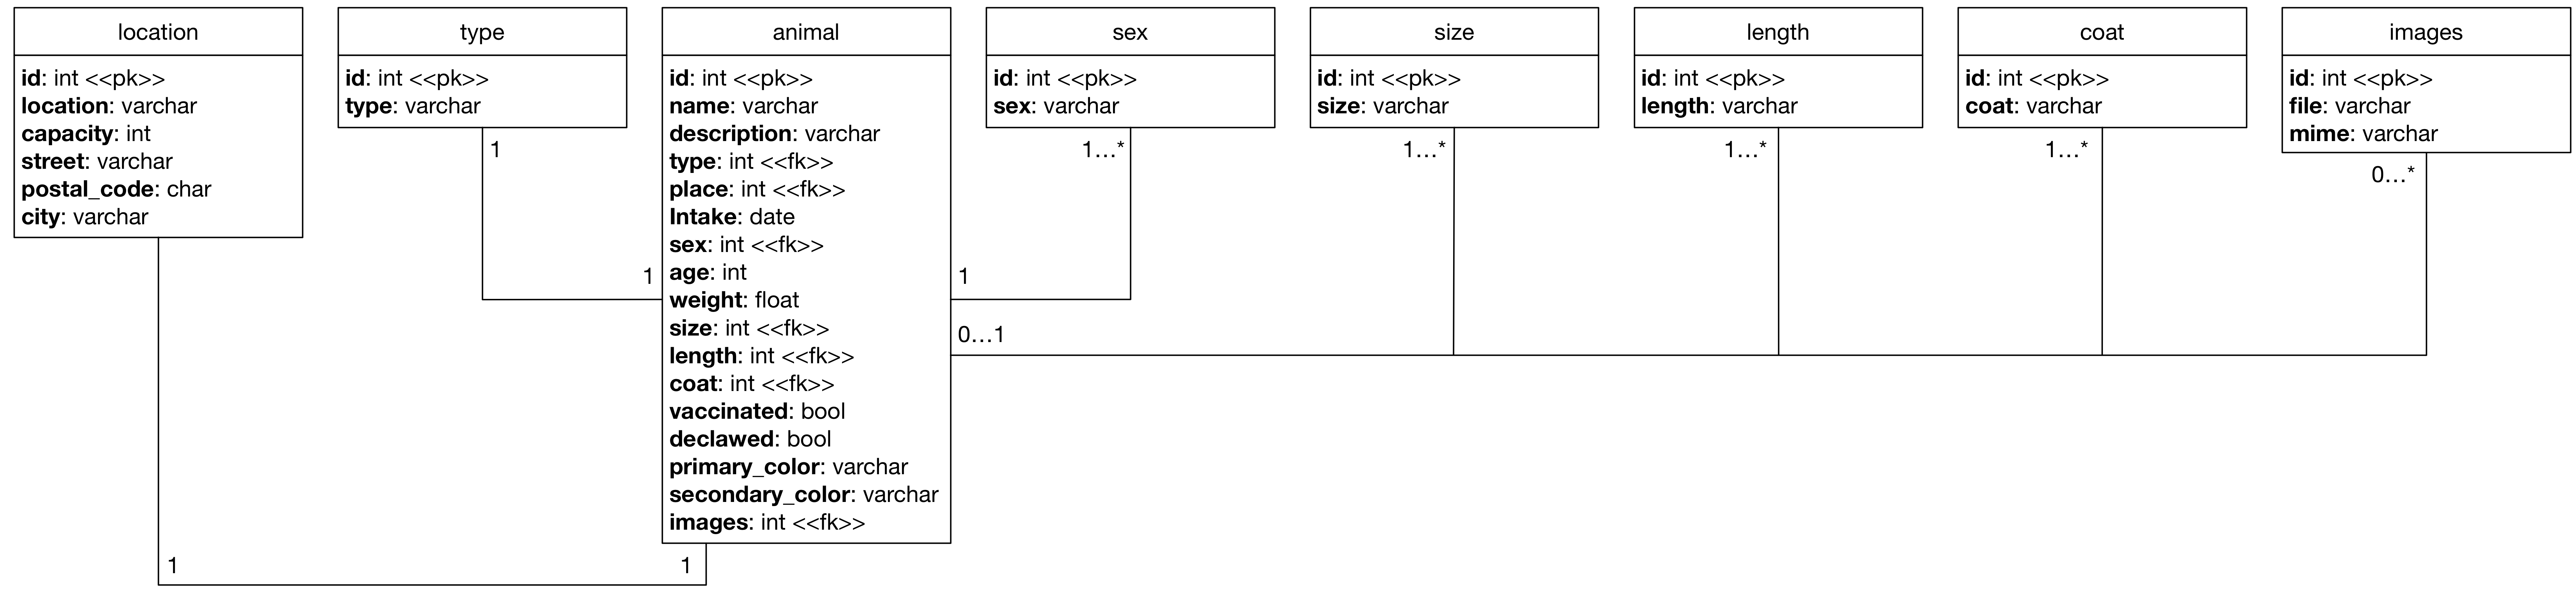 location
id: int <<pk>>
location: varchar
capacity: int
street: varchar
postal_code: char
city: varchar
type
id: int <<pk>>
type: varchar
animal
id: int <<pk>>
name: varchar
description: varchar
type: int <<fk>>
place: int <<fk>>
Intake: date
sex: int <<fk>>
age: int
weight: float
size: int <<fk>>
length: int <<fk>>
coat: int <<fk>>
vaccinated: bool
declawed: bool
primary_color: varchar
secondary_color: varchar
images: int <<fk>>
sex
id: int <<pk>>
sex: varchar
size
id: int <<pk>>
size: varchar
length
id: int <<pk>>
length: varchar
coat
id: int <<pk>>
coat: varchar
images
id: int <<pk>>
file: varchar
mime: varchar
1
1…*
1…*
1…*
1…*
0…*
1
1
0…1
1
1